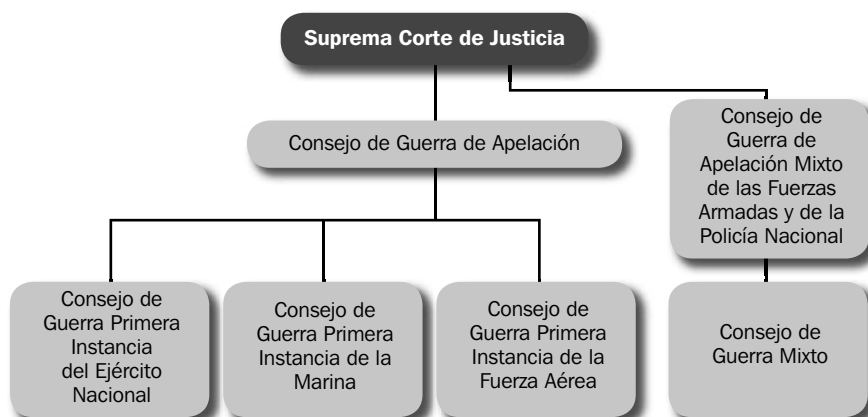 Suprema Corte de Justicia
Consejo de Guerra de Apelación
Consejo de
Guerra de
Apelación Mixto
de las Fuerzas
Armadas y de la
Policía Nacional
Consejo de
Guerra Primera
Instancia
del Ejército
Nacional
Consejo de
Guerra Primera
Instancia de la
Marina
Consejo de
Guerra Primera
Instancia de la
Fuerza Aérea
Consejo de
Guerra Mixto